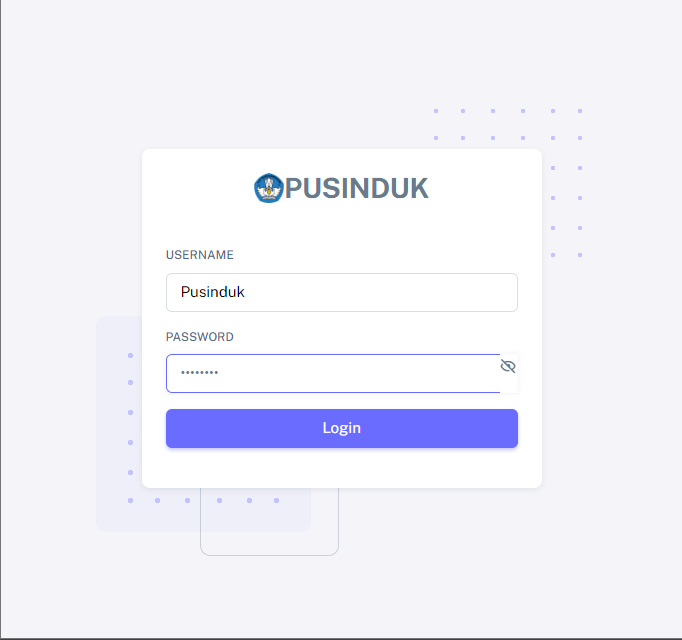 PUSINDUK
USERNAME
Pusinduk
PASSWORD
••••••••
Login